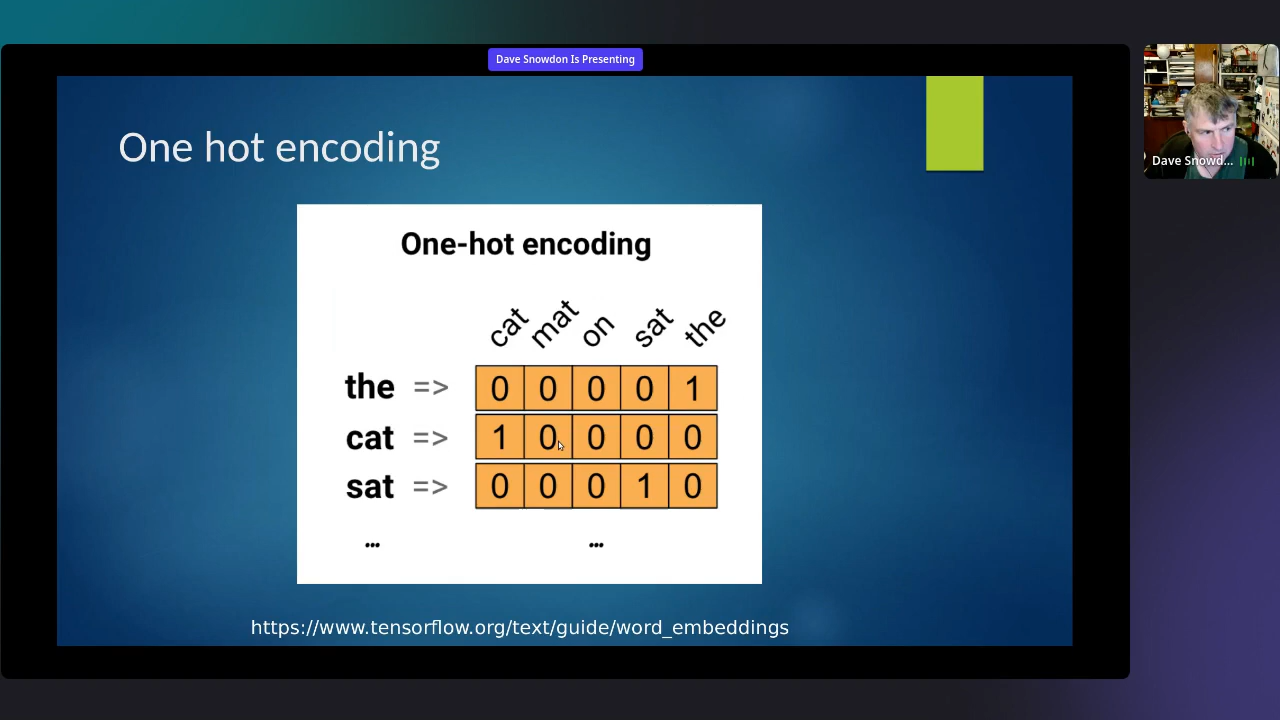 Dave Snowdon Is Presenting
One hot encoding
One-hot encoding
cat mat on sat the
the => 0 0 0 0 1
cat => 1 0 0 0 0
sat => 0 0 0 1 0
... ...
https://www.tensorflow.org/text/guide/word_embeddings
Dave Snowd...